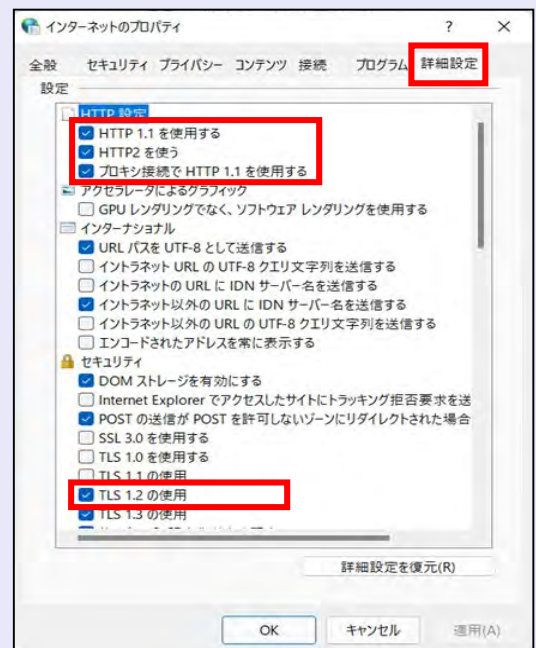 インターネットのプロパティ
? ×
全般 セキュリティ プライバシー コンテンツ 接続 プログラム 詳細設定
設定
HTTP 設定
HTTP 1.1 を使用する
HTTP2 を使う
プロキシ接続で HTTP 1.1 を使用する
アクセラレータによるグラフィック
GPU レンダリングでなく、ソフトウェア レンダリングを使用する
インターナショナル
URL パスを UTF-8 として送信する
イントラネット URL の UTF-8 クエリ文字列を送信する
イントラネットの URL に IDN サーバー名を送信する
イントラネット以外の URL に IDN サーバー名を送信する
イントラネット以外の URL の UTF-8 クエリ文字列を送信する
エンコードされたアドレスを常に表示する
セキュリティ
DOM ストレージを有効にする
Internet Explorer でアクセスしたサイトにトラッキング拒否要求を送
POST の送信が POST を許可しないゾーンにリダイレクトされた場合
SSL 3.0 を使用する
TLS 1.0 を使用する
TLS 1.1 の使用
TLS 1.2 の使用
TLS 1.3 の使用
詳細設定を復元(R)
OK キャンセル 適用(A)